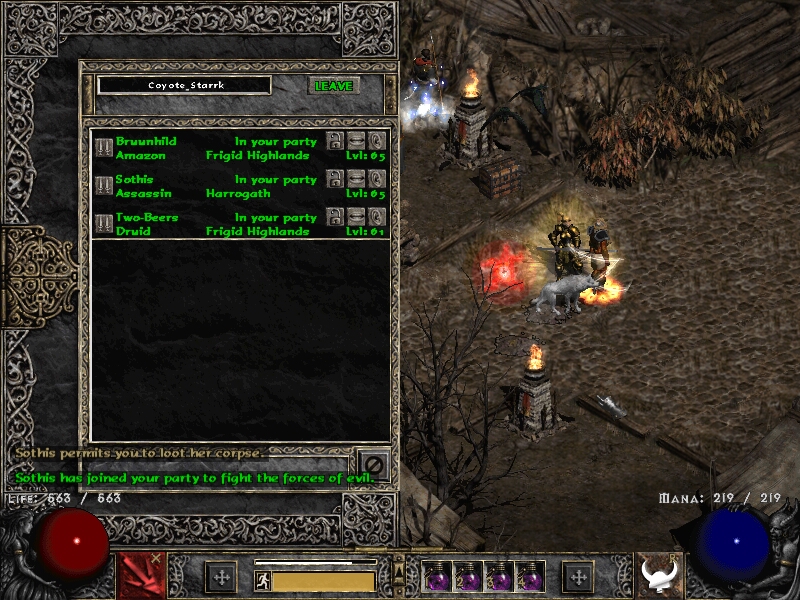 Coyote_Starrk
LEAVE
Bruunhild In your party
Amazon Frigid Highlands Lvl: 65
Sothis In your party
Assassin Harrogath Lvl: 65
Two-Beers In your party
Druid Frigid Highlands Lvl: 61
Sothis permits you to loot her corpse.
Sothis has joined your party to fight the forces of evil.
Life: 563 / 563
Mana: 219 / 219